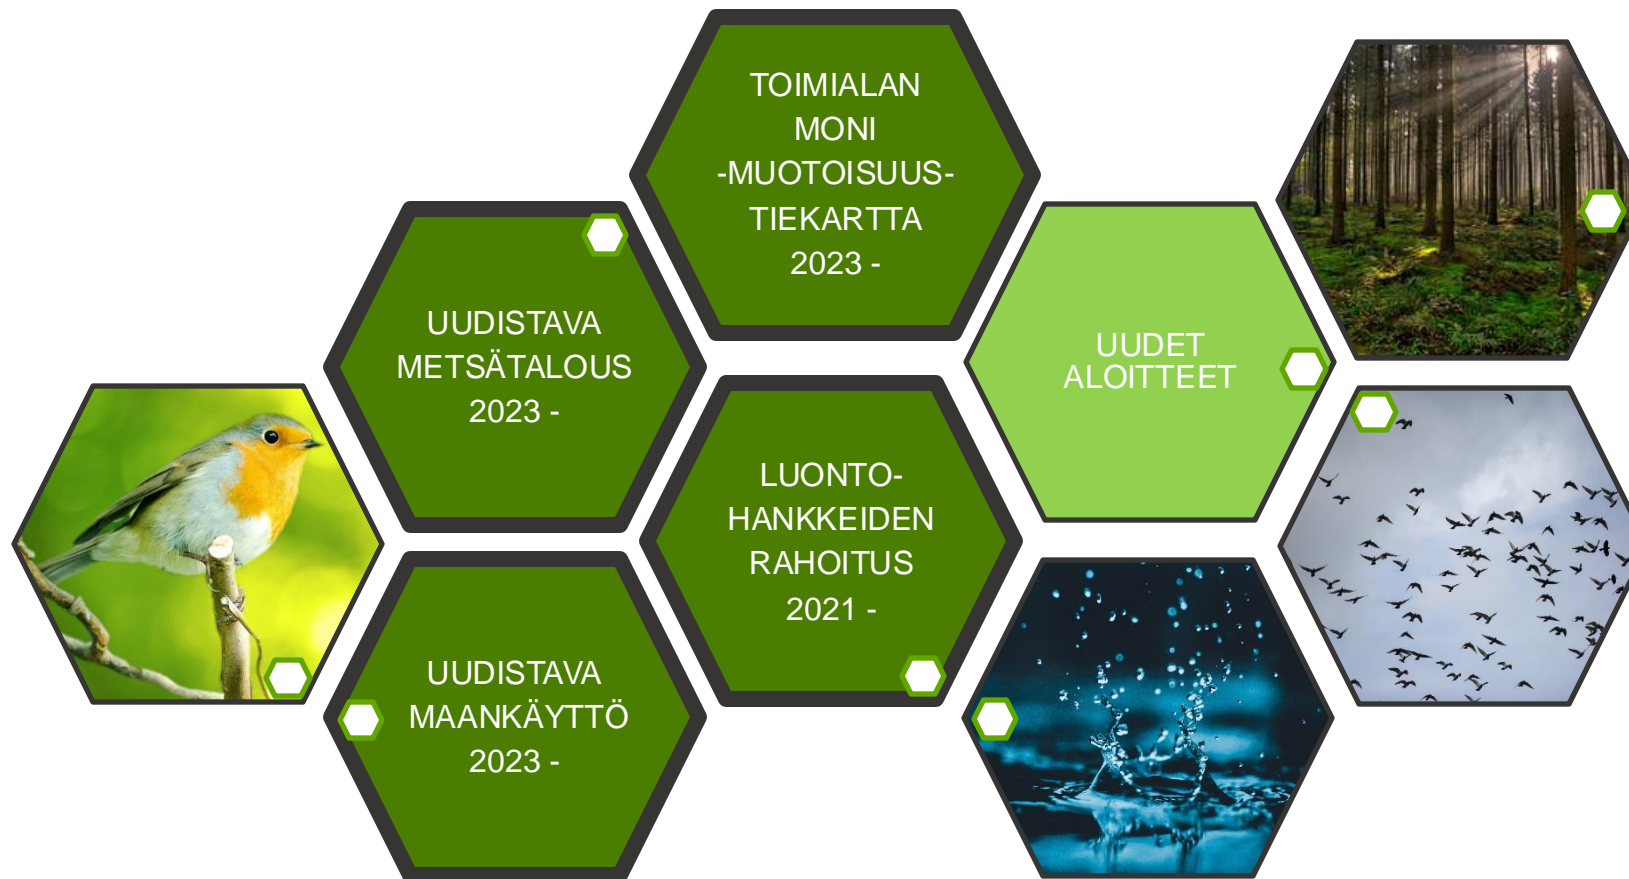 TOIMIALAN
MONI
-MUOTOISUUS-
TIEKARTTA
2023 -
UUDISTAVA
METSÄTALOUS
2023 -
UUDET
ALOITTEET
LUONTO-
HANKKEIDEN
RAHOITUS
2021 -
UUDISTAVA
MAANKÄYTTÖ
2023 -